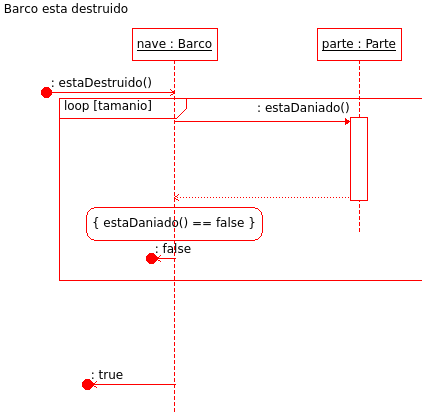 Barco esta destruido
nave : Barco
parte : Parte
: estaDestruido()
loop [tamanio]
: estaDaniado()
{ estaDaniado() == false }
: false
: true